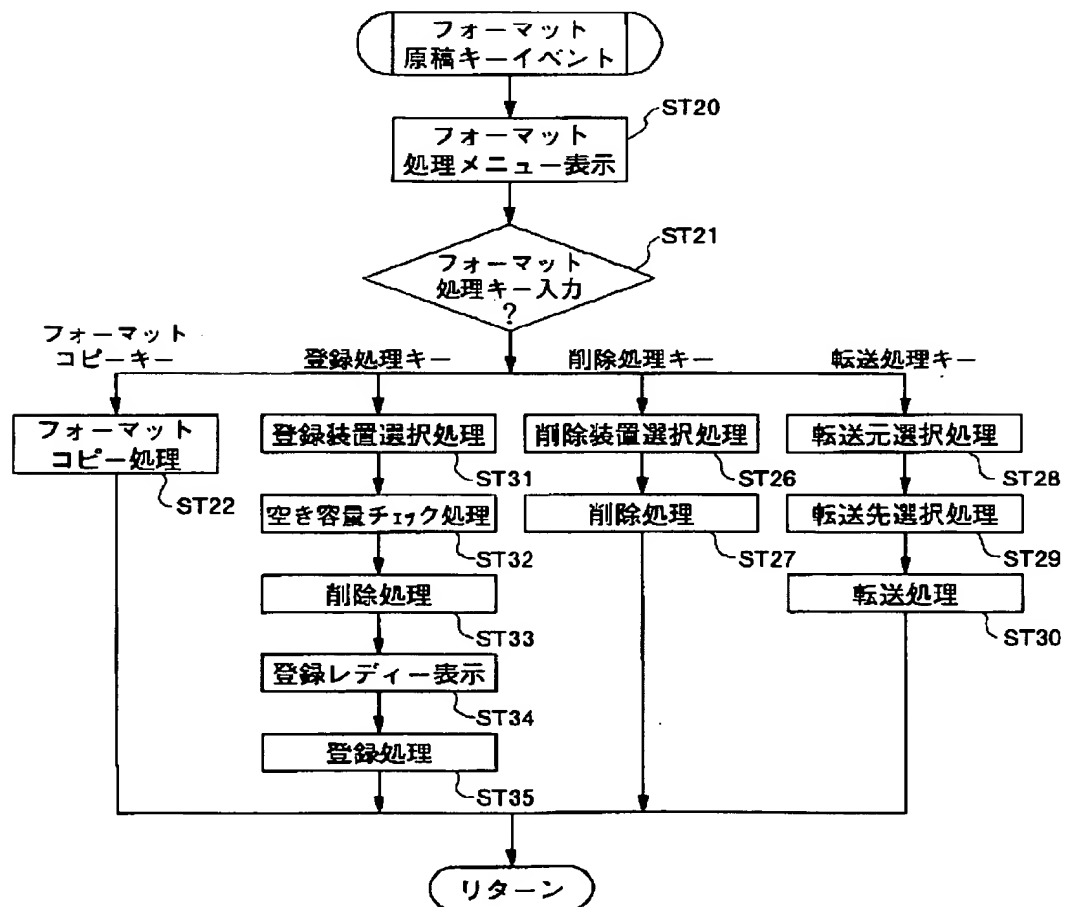 フォーマット
原稿キーイベント
ST20
フォーマット
処理メニュー表示
ST21
フォーマット
処理キー入力
?
フォーマット
コピーキー
登録処理キー
削除処理キー
転送処理キー
フォーマット
コピー処理
ST22
登録装置選択処理
ST31
空き容量チェック処理
ST32
削除処理
ST33
登録レディー表示
ST34
登録処理
ST35
削除装置選択処理
ST26
削除処理
ST27
転送元選択処理
ST28
転送先選択処理
ST29
転送処理
ST30
リターン